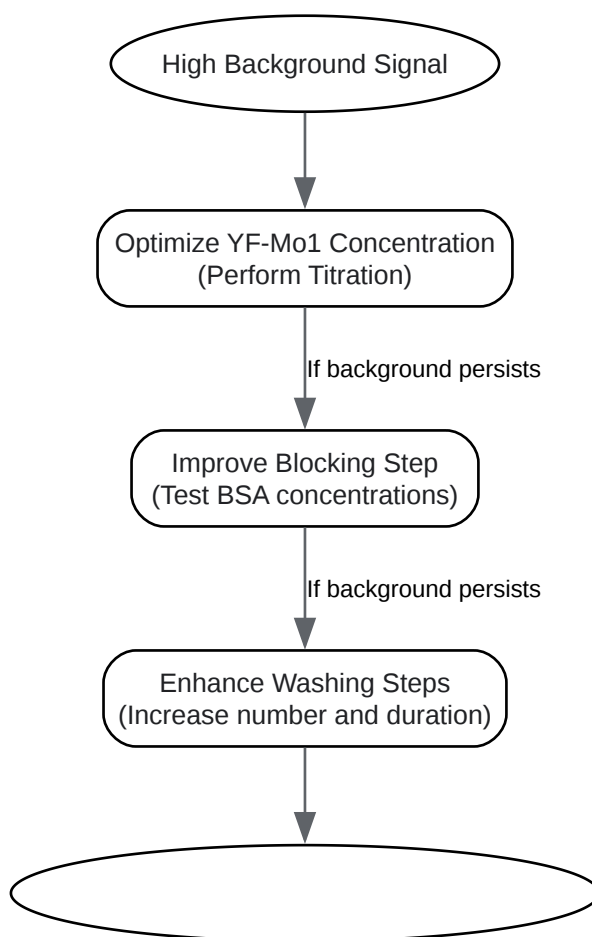 High Background Signal
Optimize YF-Mo1 Concentration
(Perform Titration)
If background persists
Improve Blocking Step
(Test BSA concentrations)
If background persists
Enhance Washing Steps
(Increase number and duration)